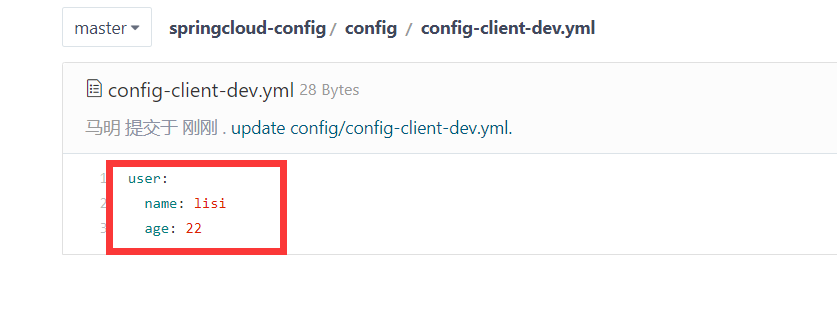 master springcloud-config / config / config-client-dev.yml
config-client-dev.yml 28 Bytes
马明 提交于 刚刚 . update config/config-client-dev.yml.
1 user:
2 name: lisi
3 age: 22